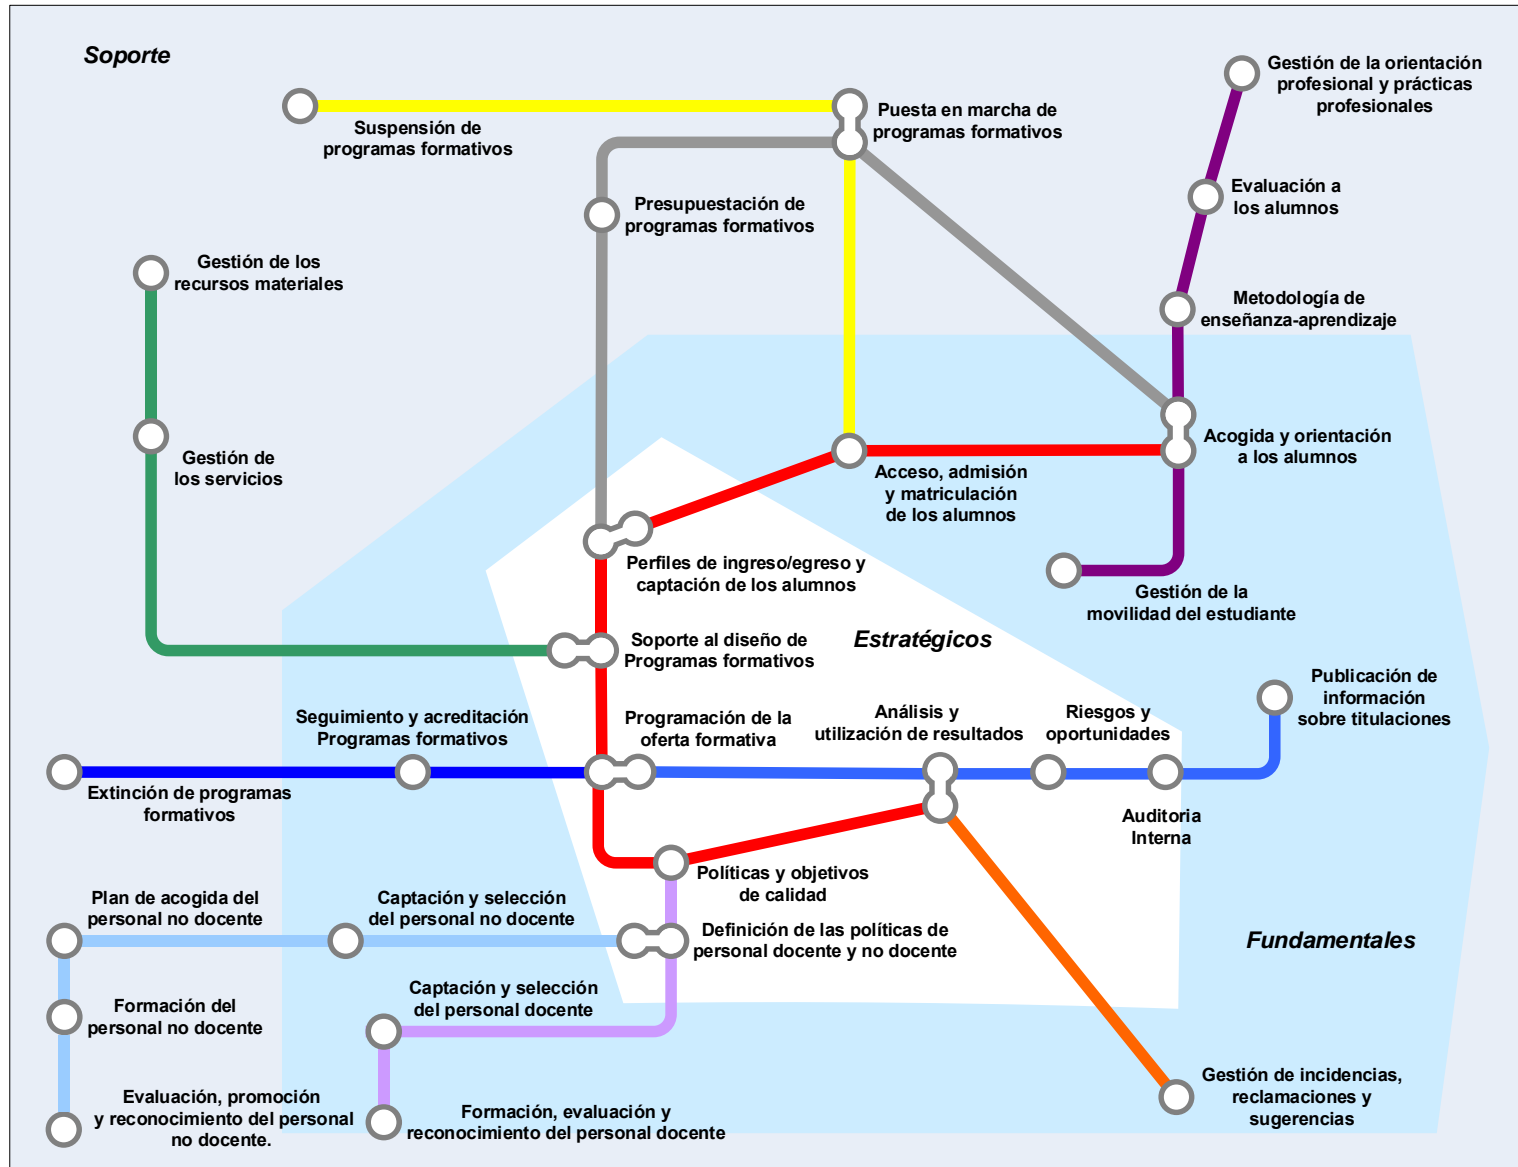 Soporte
Gestión de la orientación
profesional y prácticas
profesionales
Puesta en marcha de
programas formativos
Suspensión de
programas formativos
Evaluación a
los alumnos
Presupuestación de
programas formativos
Gestión de los
recursos materiales
Metodología de
enseñanza-aprendizaje
Acogida y orientación
a los alumnos
Gestión de
los servicios
Acceso, admisión
y matriculación
de los alumnos
Perfiles de ingreso/egreso y
captación de los alumnos
Gestión de la
movilidad del estudiante
Soporte al diseño de
Programas formativos
Estratégicos
Publicación de
información
sobre titulaciones
Seguimiento y acreditación
Programas formativos
Programación de la
oferta formativa
Análisis y
utilización de resultados
Riesgos y
oportunidades
Extinción de programas
formativos
Auditoria
Interna
Políticas y objetivos
de calidad
Plan de acogida del
personal no docente
Captación y selección
del personal no docente
Definición de las políticas de
personal docente y no docente
Fundamentales
Captación y selección
del personal docente
Formación del
personal no docente
Gestión de incidencias,
reclamaciones y
sugerencias
Evaluación, promoción
y reconocimiento del personal
no docente.
Formación, evaluación y
reconocimiento del personal docente